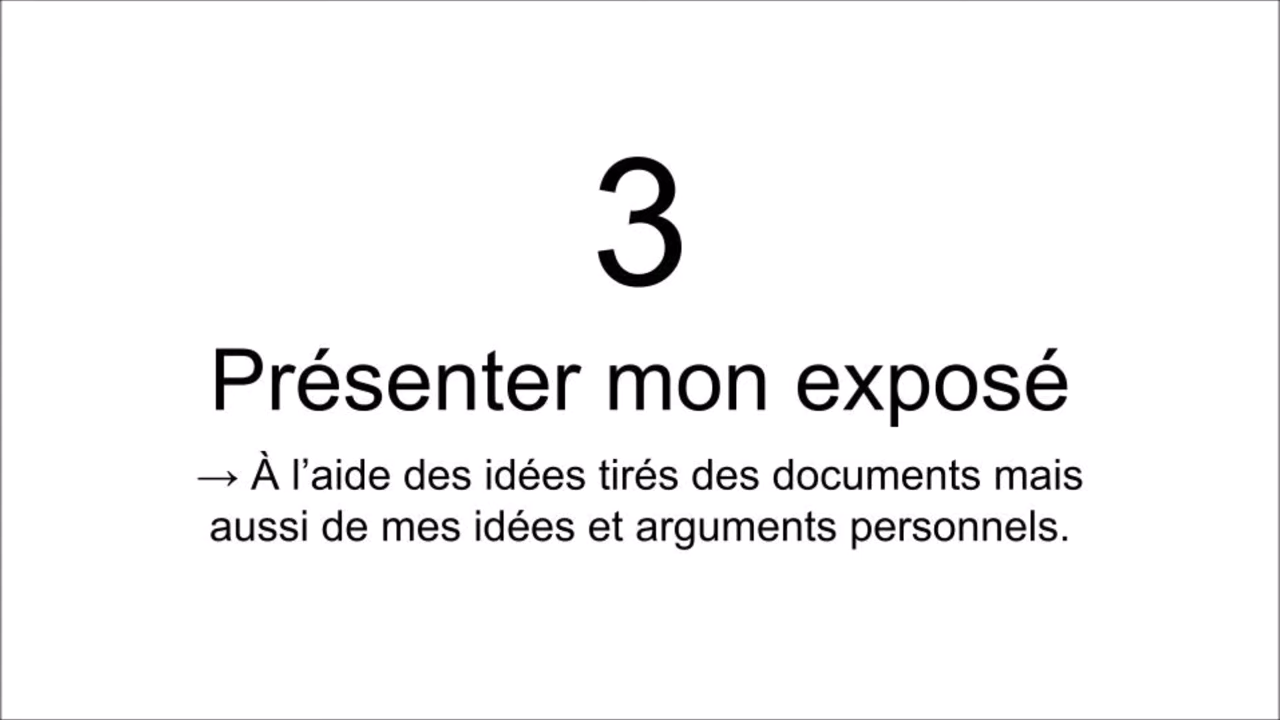 3
Présenter mon exposé
→ À l’aide des idées tirés des documents mais
aussi de mes idées et arguments personnels.